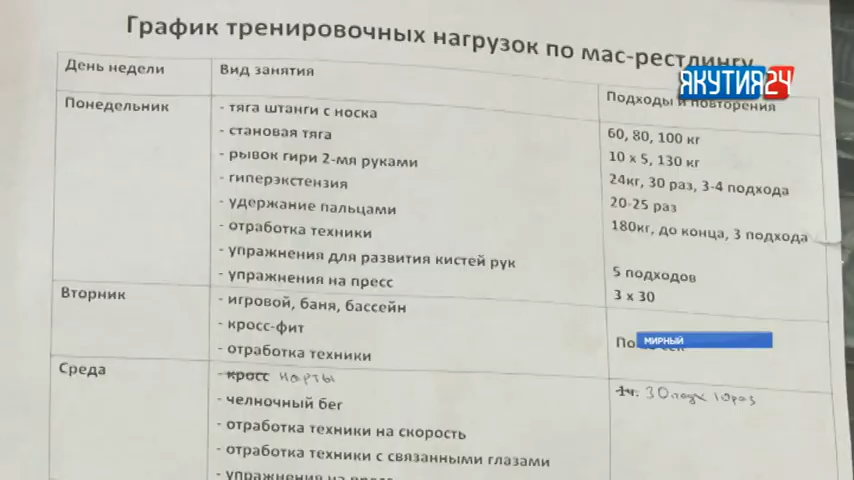 График тренировочных нагрузок по мас-рестлингу
ЯКУТИЯ24
День недели Вид занятия Подходы и повторения
Понедельник - тяга штанги с носка 60, 80, 100 кг
- становая тяга 10 х 5, 130 кг
- рывок гири 2-мя руками 24кг, 30 раз, 3-4 подхода
- гиперэкстензия 20-25 раз
- удержание пальцами 180кг, до конца, 3 подхода
- отработка техники
- упражнения для развития кистей рук 5 подходов
- упражнения на пресс 3 х 30
Вторник - игровой, баня, бассейн
- кросс-фит
МИРНЫЙ
- отработка техники
Среда - кросс нарты 1ч. 30 подх 10 раз
- челночный бег
- отработка техники на скорость
- отработка техники с связанными глазами
- упражнения на